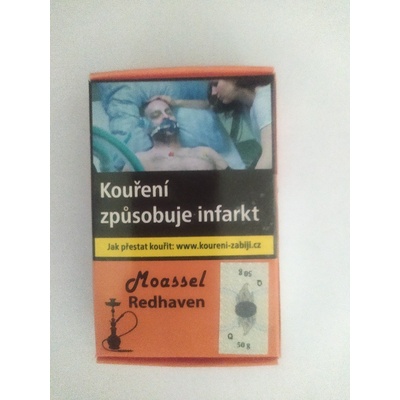 Kouření
způsobuje infarkt
Jak přestat kouřit: www.koureni-zabiji.cz
Moassel
Redhaven
Q
50 g